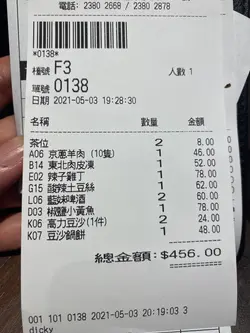 電話: 2380 2668 / 2380 2878
*0138*
檯號 F3 人數 1
單號 0138
日期 2021-05-03 19:28:30
名稱 數量 金額
茶位 2 8.00
A06 京蔥羊肉 (10隻) 1 46.00
B14 東北肉皮凍 1 52.00
E02 辣子雞丁 1 78.00
G15 酸辣土豆絲 1 52.00
L06 藍妹啤酒 2 60.00
D03 椒鹽小黃魚 1 78.00
K06 高力豆沙(1件) 2 24.00
K07 豆沙鍋餅 1 48.00
總金額: $456.00
001 101 0138 2021-05-03 20:19:03 3
dicky